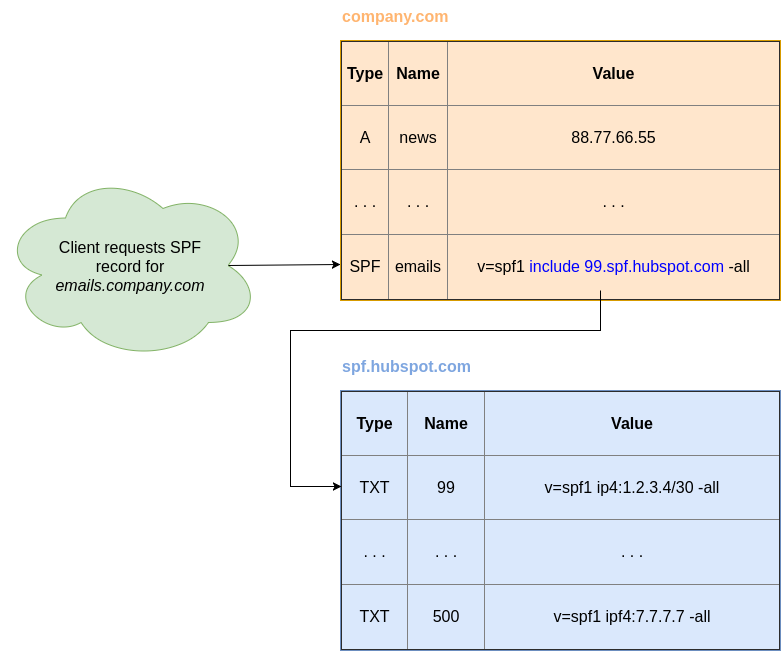 company.com
Type Name Value
A news 88.77.66.55
. . . . . . . . .
Client requests SPF
record for
emails.company.com
SPF emails v=spf1 include 99.spf.hubspot.com -all
spf.hubspot.com
Type Name Value
TXT 99 v=spf1 ip4:1.2.3.4/30 -all
. . . . . . . . .
TXT 500 v=spf1 ipf4:7.7.7.7 -all